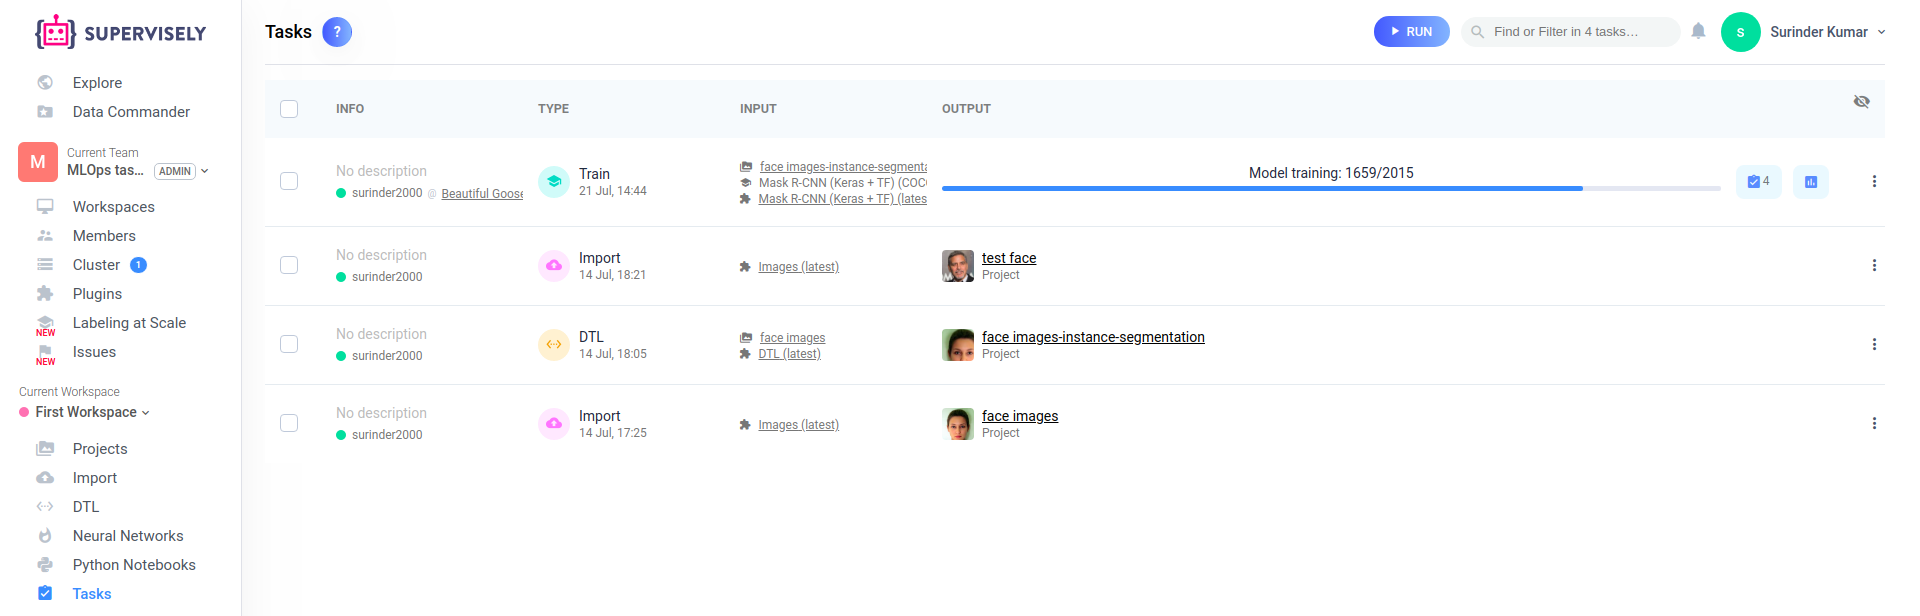 SUPERVISELY
Tasks ?
RUN
Find or Filter in 4 tasks...
S
Surinder Kumar
Explore
Data Commander
M
Current Team
MLOps tas... ADMIN
Workspaces
Members
Cluster 1
Plugins
Labeling at Scale
NEW
Issues
NEW
Current Workspace
First Workspace
Projects
Import
DTL
Neural Networks
Python Notebooks
Tasks
INFO TYPE INPUT OUTPUT
No description
surinder2000 @ Beautiful Goose
Train
21 Jul, 14:44
face images-instance-segmenta
Mask R-CNN (Keras + TF) (COCO
Mask R-CNN (Keras + TF) (lates
Model training: 1659/2015
4
No description
surinder2000
Import
14 Jul, 18:21
Images (latest)
test face
Project
No description
surinder2000
DTL
14 Jul, 18:05
face images
DTL (latest)
face images-instance-segmentation
Project
No description
surinder2000
Import
14 Jul, 17:25
Images (latest)
face images
Project